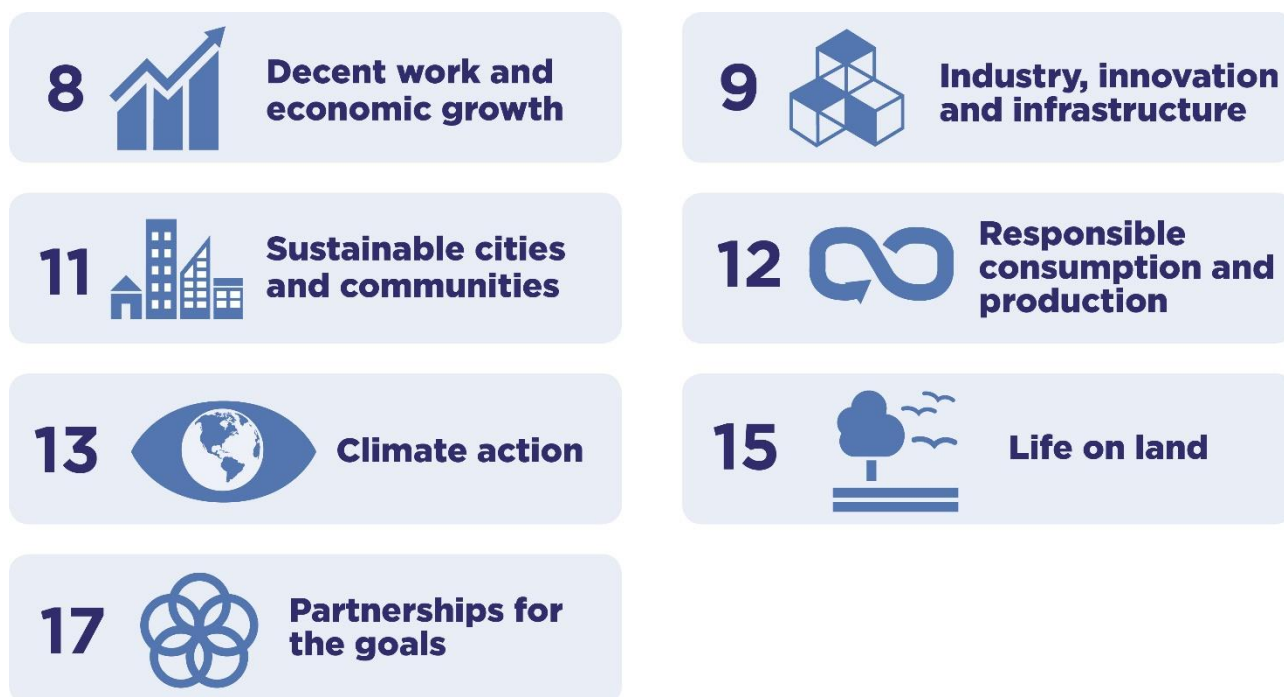 8
Decent work and
economic growth
9
Industry, innovation
and infrastructure
11
Sustainable cities
and communities
12
Responsible
consumption and
production
13
Climate action
15
Life on land
17
Partnerships for
the goals